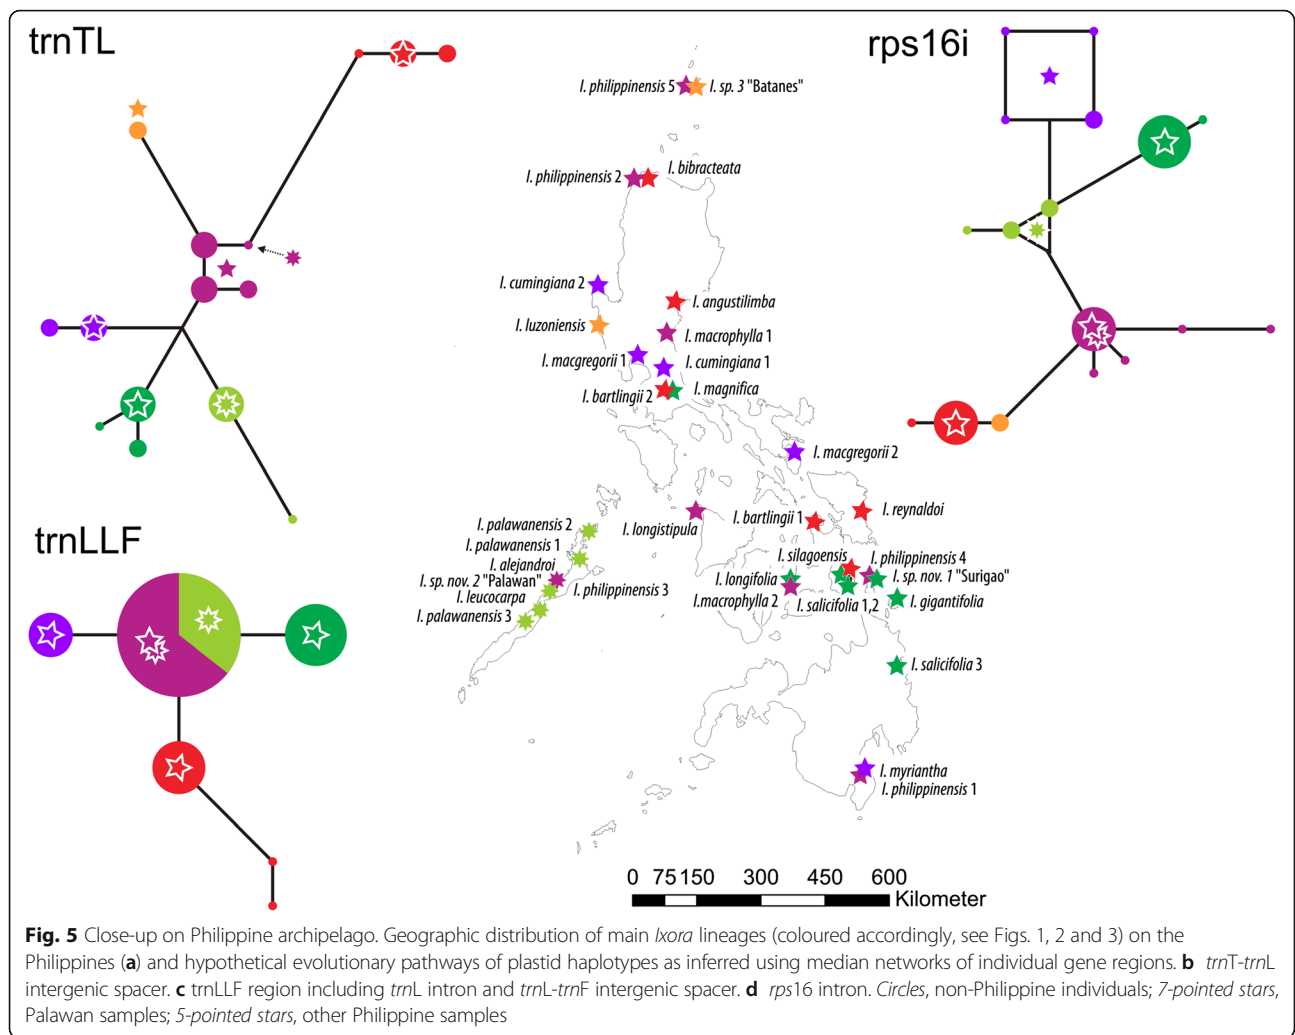 trnTL
rps16i
I. philippinensis 5
I. sp. 3 "Batanes"
I. philippinensis 2
I. bibracteata
I. cumingiana 2
I. angustilimba
I. luzoniensis
I. macrophylla 1
I. macgregorii 1
I. cumingiana 1
I. bartlingii 2
I. magnifica
I. macgregorii 2
I. longistipula
I. bartlingii 1
I. reynaldoi
I. palawanensis 2
I. palawanensis 1
I. alejandroi
I. sp. nov. 2 "Palawan"
I. philippinensis 3
I. leucocarpa
I. palawanensis 3
I. silagoensis
I. philippinensis 4
I. longifolia
I. sp. nov. 1 "Surigao"
I.macrophylla 2
I. salicifolia 1,2
I. gigantifolia
I. salicifolia 3
I. myriantha
I. philippinensis 1
trnLLF
0 75 150 300 450 600
Kilometer
Fig. 5 Close-up on Philippine archipelago. Geographic distribution of main Ixora lineages (coloured accordingly, see Figs. 1, 2 and 3) on the
Philippines (a) and hypothetical evolutionary pathways of plastid haplotypes as inferred using median networks of individual gene regions. b trnT-trnL
intergenic spacer. c trnLLF region including trnL intron and trnL-trnF intergenic spacer. d rps16 intron. Circles, non-Philippine individuals; 7-pointed stars,
Palawan samples; 5-pointed stars, other Philippine samples